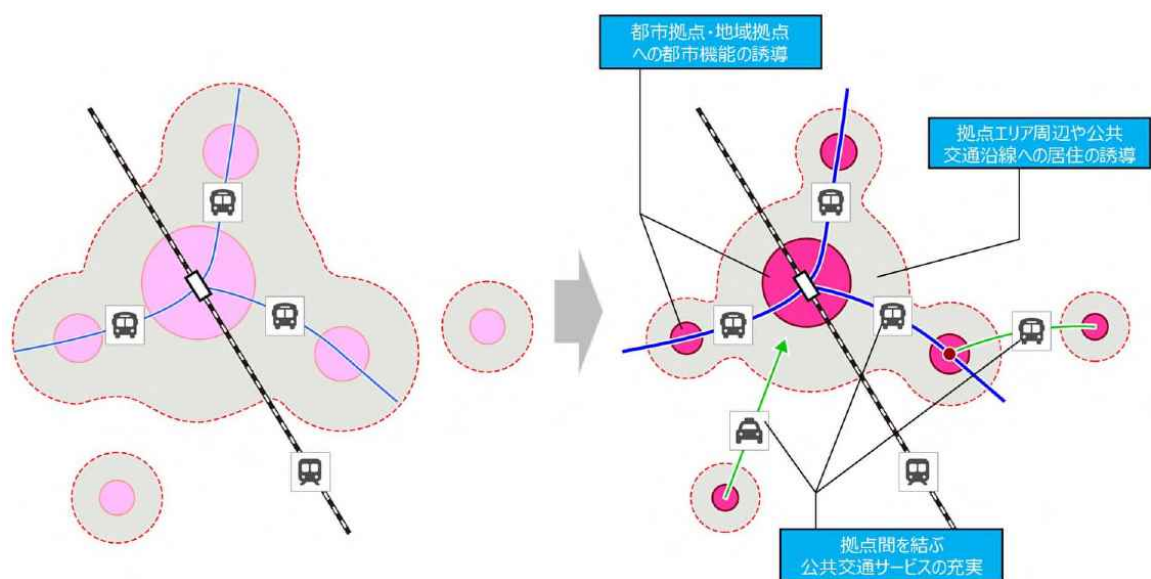 都市拠点・地域拠点
への都市機能の誘導
拠点エリア周辺や公共
交通沿線への居住の誘導
拠点間を結ぶ
公共交通サービスの充実